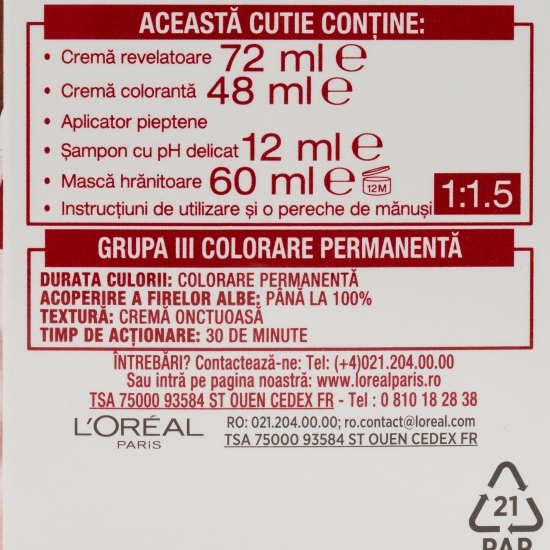 ACEASTĂ CUTIE CONȚINE:
• Cremă revelatoare 72 ml ℮
• Cremă colorantă 48 ml ℮
• Aplicator pieptene
• Șampon cu pH delicat 12 ml ℮
• Mască hrănitoare 60 ml ℮ 12M
• Instrucțiuni de utilizare și o pereche de mănuși
1:1.5
GRUPA III COLORARE PERMANENTĂ
DURATA CULORII: COLORARE PERMANENTĂ
ACOPERIRE A FIRELOR ALBE: PÂNĂ LA 100%
TEXTURĂ: CREMĂ ONCTUOASĂ
TIMP DE ACȚIONARE: 30 DE MINUTE
ÎNTREBĂRI? Contactează-ne: Tel: (+4)021.204.00.00
Sau intră pe pagina noastră: www.lorealparis.ro
TSA 75000 93584 ST OUEN CEDEX FR - Tel : 0 810 18 28 38
L'ORÉAL
PARIS
RO: 021.204.00.00; ro.contact@loreal.com
TSA 75000 93584 ST OUEN CEDEX FR
21
PAP